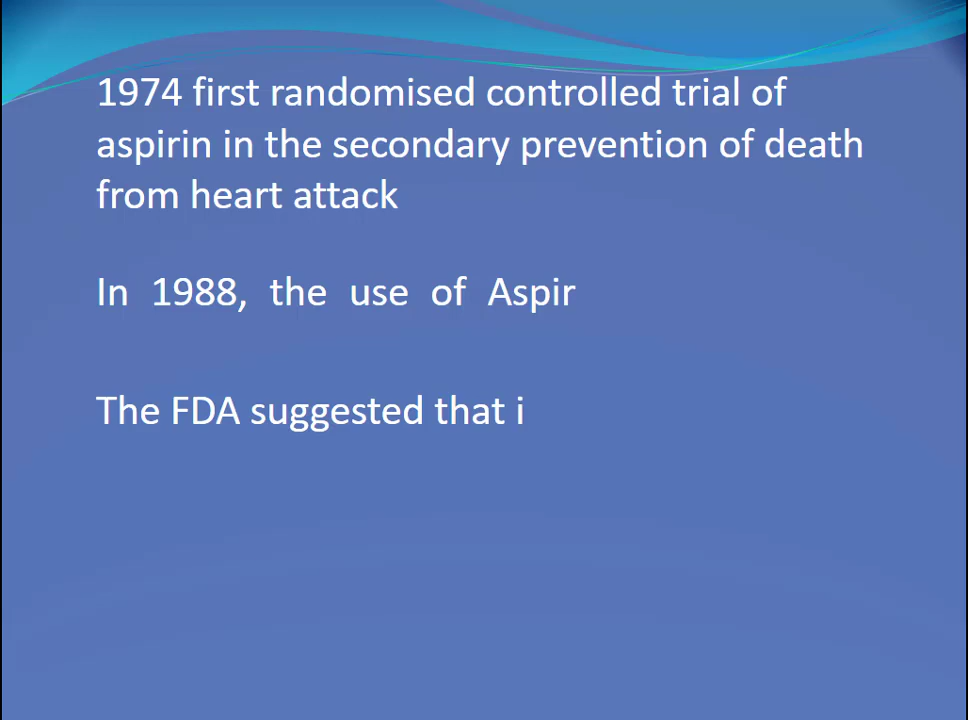 1974 first randomised controlled trial of
aspirin in the secondary prevention of death
from heart attack
In 1988, the use of Aspir
The FDA suggested that i